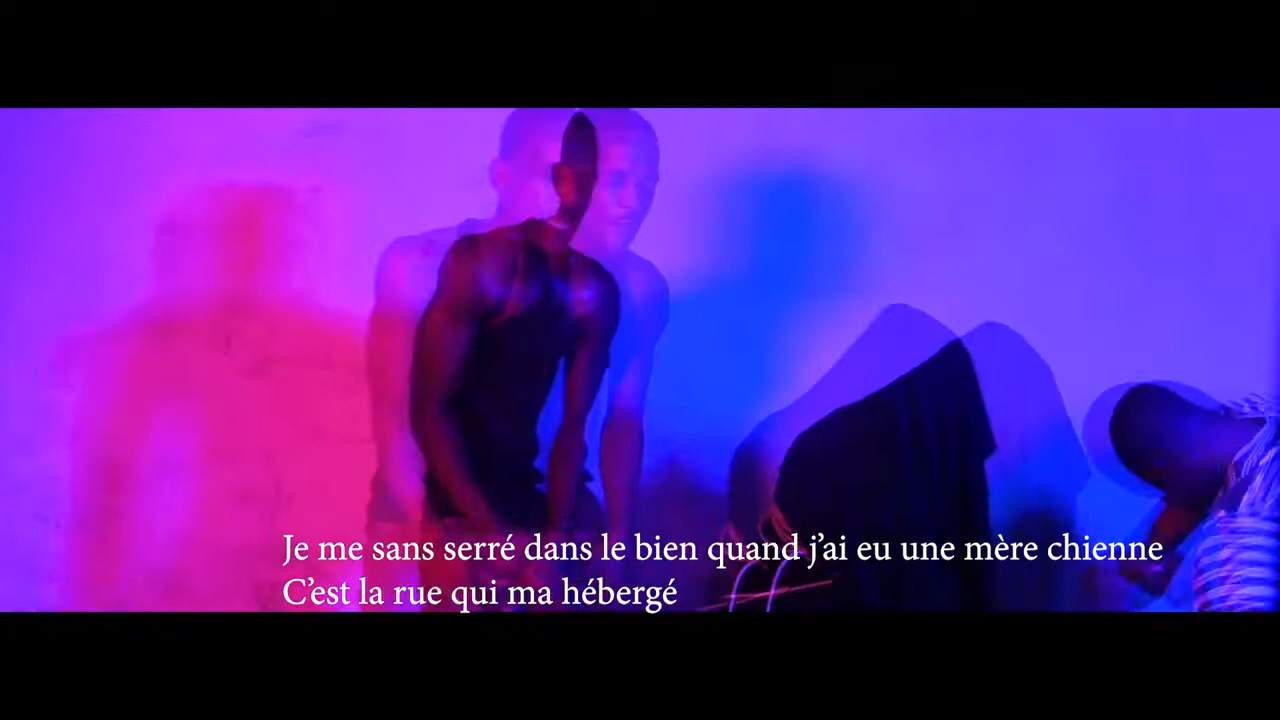 Je me sans serré dans le bien quand j’ai eu une mère chienne
C’est la rue qui ma hébergé